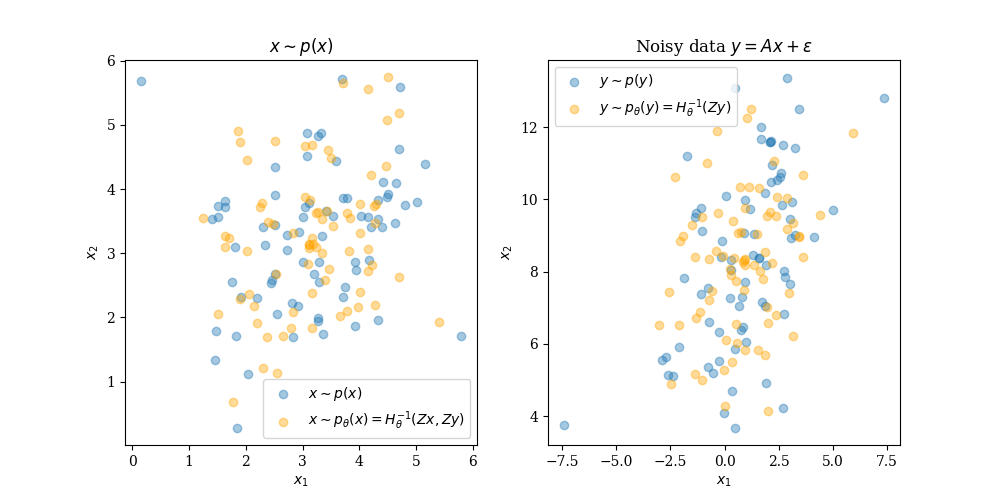 x ~ p(x)
6
5
4
3
2
1
x₂
x ~ p(x)
x ~ p_θ(x) = H_θ^{-1}(Zx, Zy)
0 1 2 3 4 5 6
x₁
Noisy data y = Ax + ε
y ~ p(y)
y ~ p_θ(y) = H_θ^{-1}(Zy)
12
10
8
6
4
x₂
−7.5 −5.0 −2.5 0.0 2.5 5.0 7.5
x₁